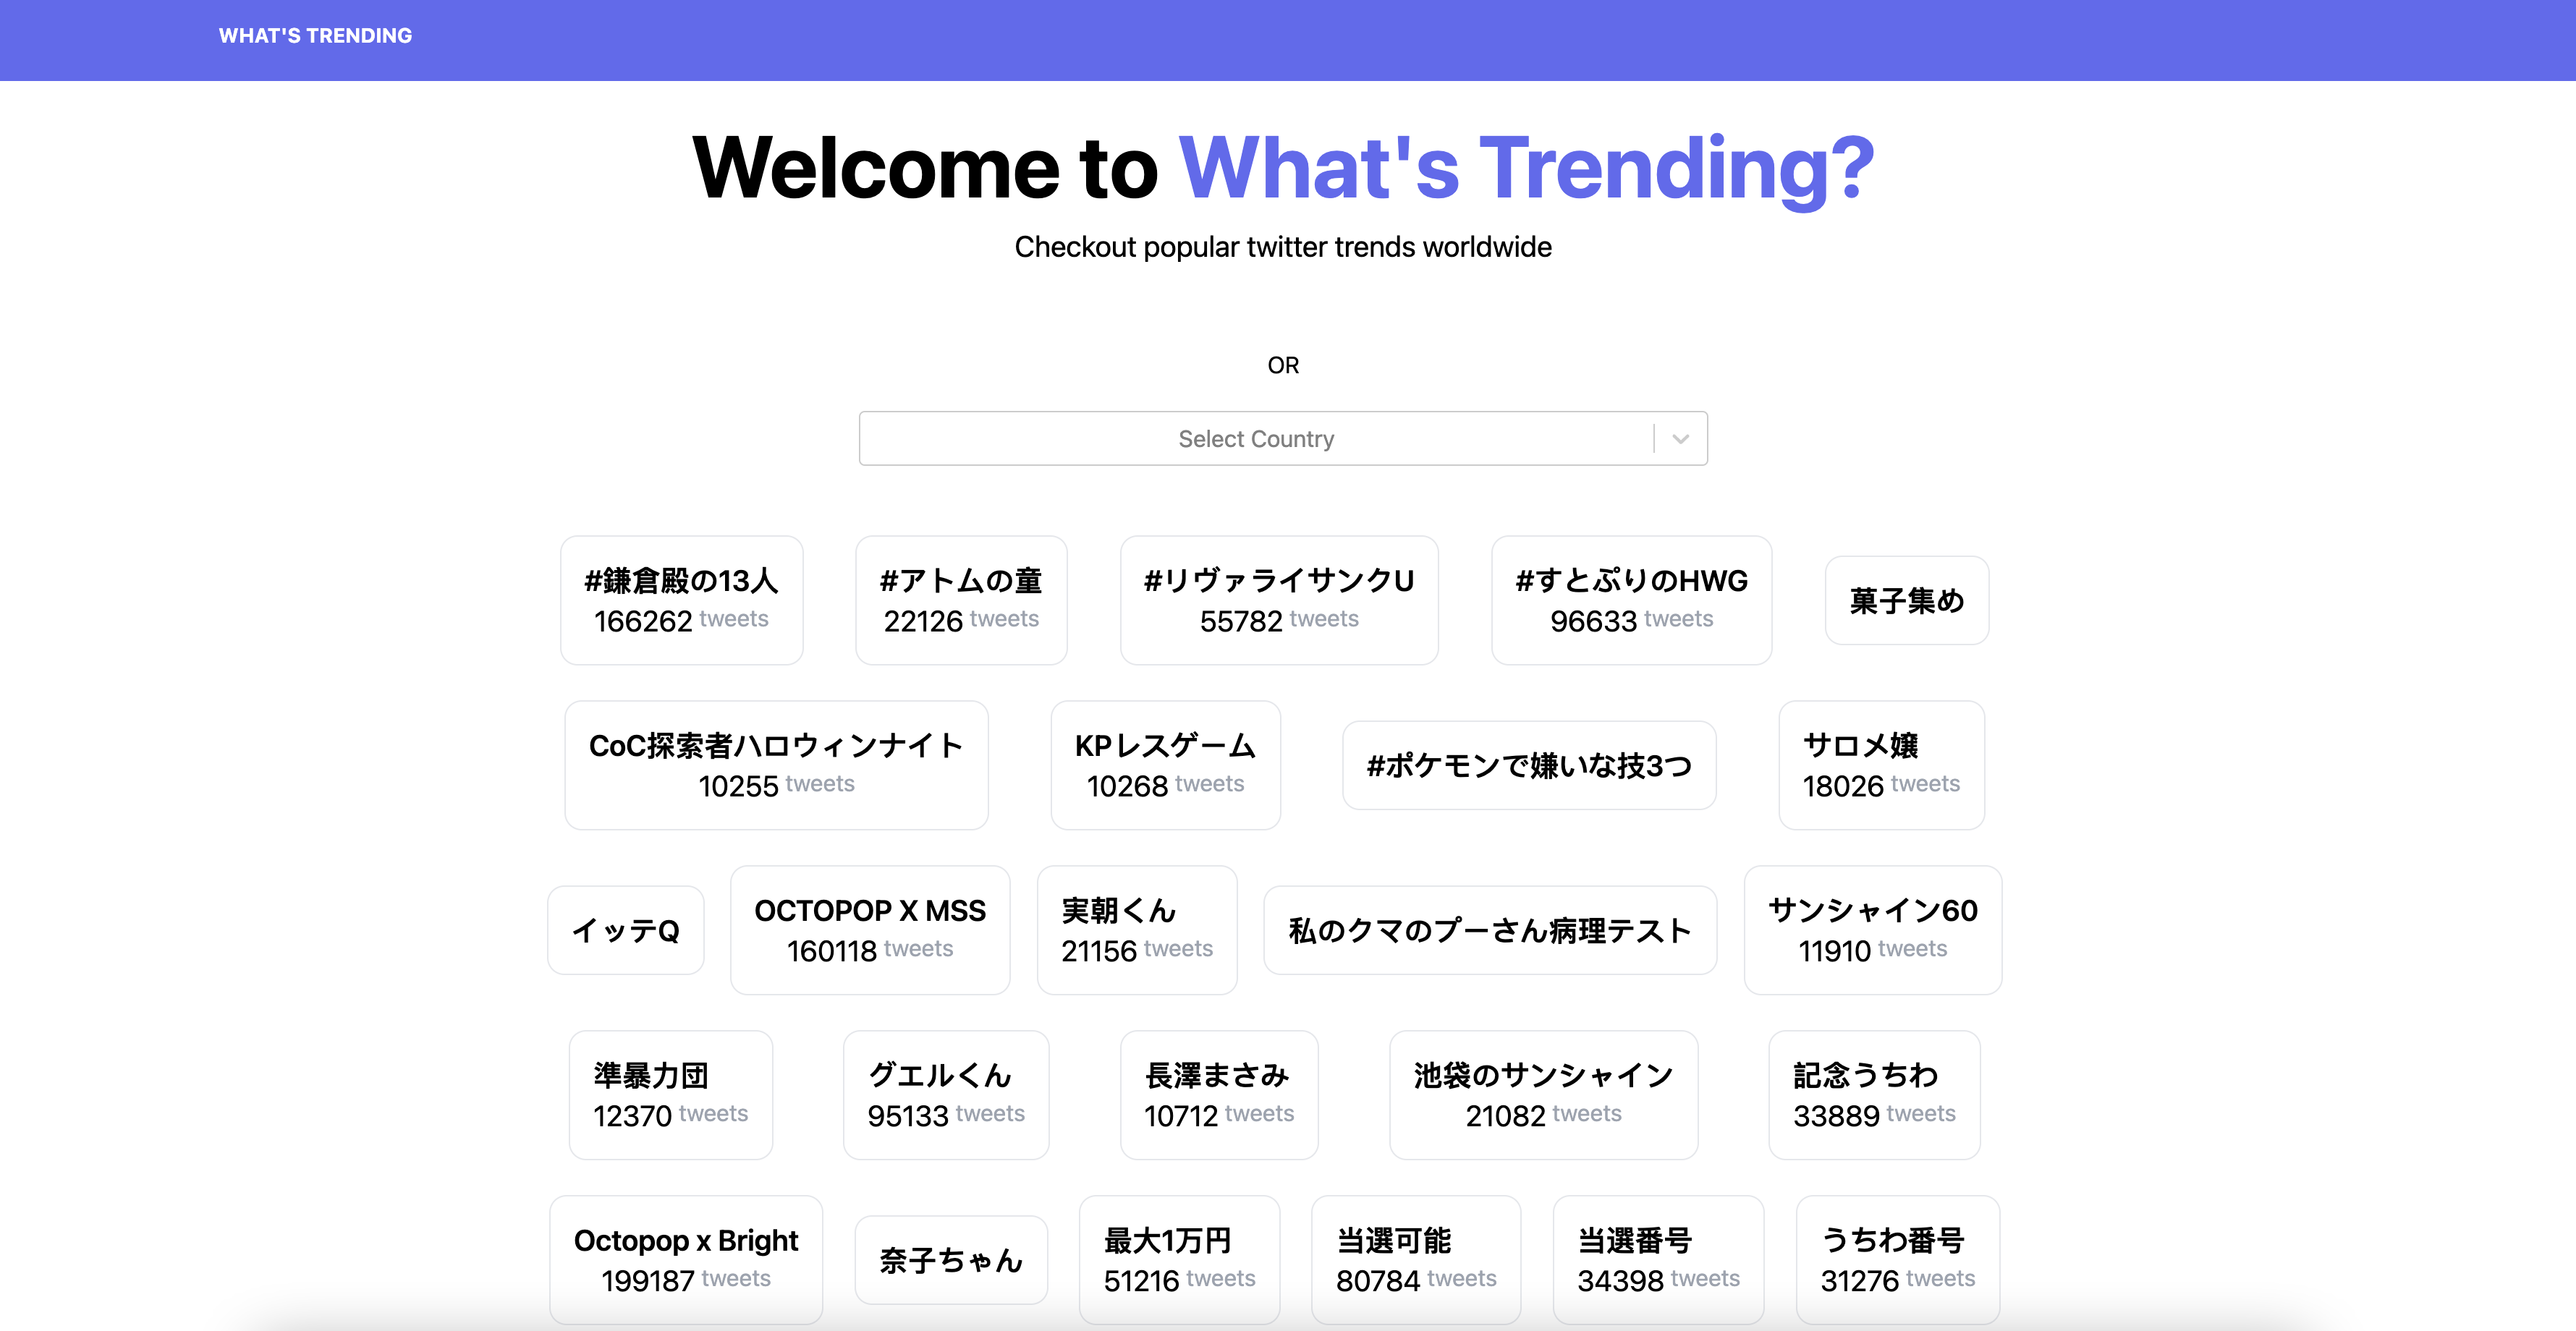 WHAT'S TRENDING
Welcome to What's Trending?
Checkout popular twitter trends worldwide
OR
Select Country
#鎌倉殿の13人
166262 tweets
#アトムの童
22126 tweets
#リヴァライサンクU
55782 tweets
#すとぷりのHWG
96633 tweets
菓子集め
CoC探索者ハロウィンナイト
10255 tweets
KPレスゲーム
10268 tweets
#ポケモンで嫌いな技3つ
サロメ嬢
18026 tweets
イッテQ
OCTOPOP X MSS
160118 tweets
実朝くん
21156 tweets
私のクマのプーさん病理テスト
サンシャイン60
11910 tweets
準暴力団
12370 tweets
グエルくん
95133 tweets
長澤まさみ
10712 tweets
池袋のサンシャイン
21082 tweets
記念うちわ
33889 tweets
Octopop x Bright
199187 tweets
奈子ちゃん
最大1万円
51216 tweets
当選可能
80784 tweets
当選番号
34398 tweets
うちわ番号
31276 tweets